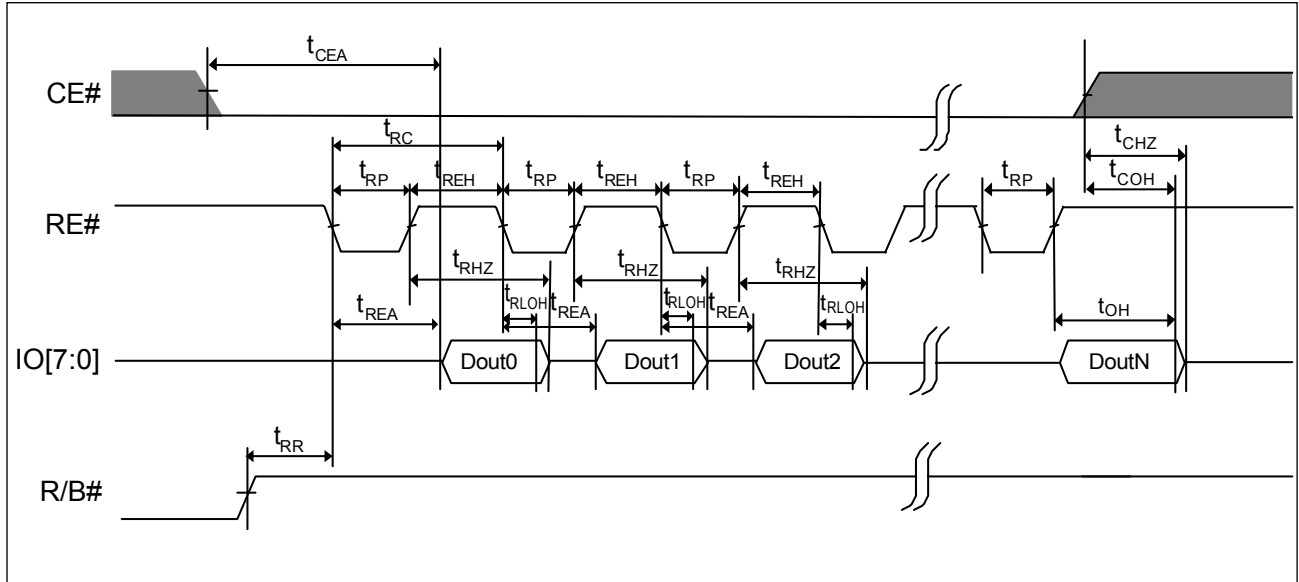 tCEA
CE#
tRC
tCHZ
tRP tREH tRP tREH tRP tREH tRP tCOH
RE#
tRHZ tRHZ tRHZ
tREA tRLOH tREA tRLOH tREA tRLOH tOH
IO[7:0] Dout0 Dout1 Dout2 DoutN
tRR
R/B#